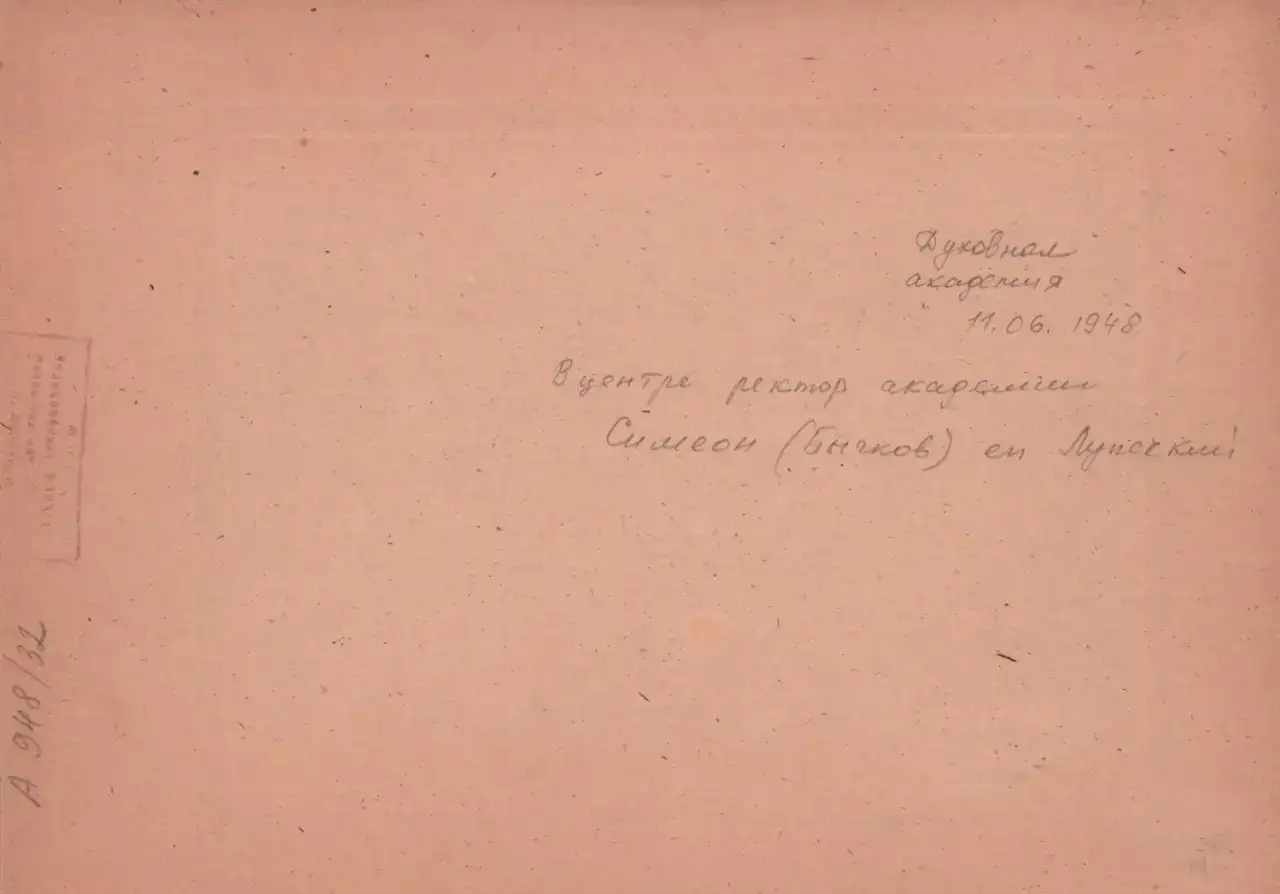 Духовная
академия
11.06. 1948
В центре ректор академии
Симеон (Бычков) еп Лужский
А 948/32